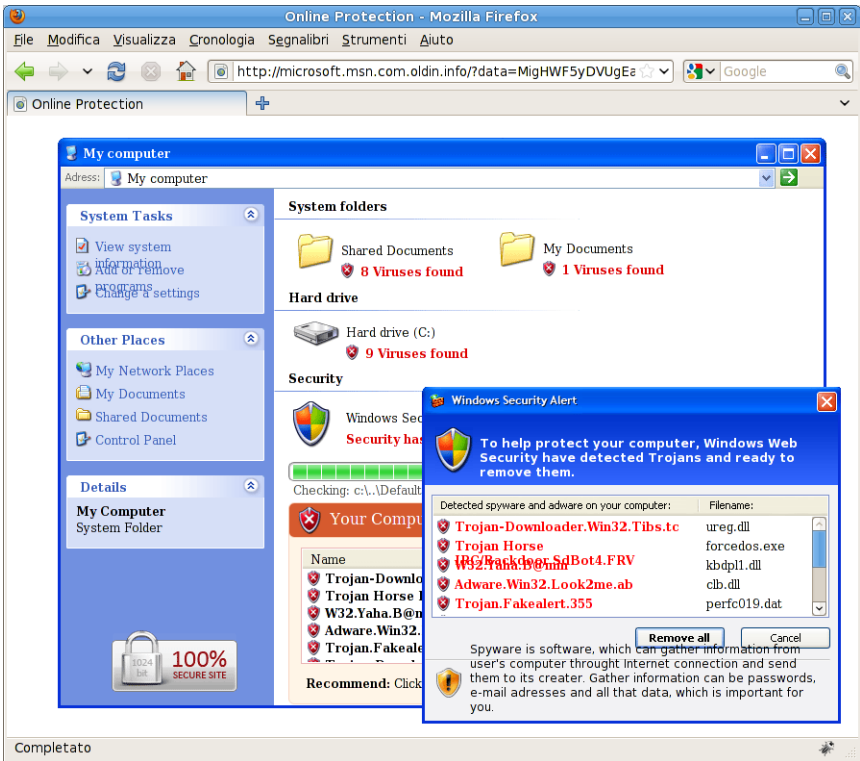 Online Protection - Mozilla Firefox
File Modifica Visualizza Cronologia Segnalibri Strumenti Aiuto
http://microsoft.msn.com.oldin.info/?data=MigHWF5yDVUgEa
Google
Online Protection
My computer
Adress: My computer
System Tasks
View system
information
Add or remove
programs
Change a settings
Other Places
My Network Places
My Documents
Shared Documents
Control Panel
Details
My Computer
System Folder
1024
bit
100%
SECURE SITE
System folders
Shared Documents
8 Viruses found
My Documents
1 Viruses found
Hard drive
Hard drive (C:)
9 Viruses found
Security
Windows Sec
Security has
Checking: c:\..\Default
Your Compu
Name
Trojan-Downlo
Trojan Horse I
W32.Yaha.B@n
Adware.Win32.
Trojan.Fakeale
Recommend: Click
Windows Security Alert
To help protect your computer, Windows Web
Security have detected Trojans and ready to
remove them.
Detected spyware and adware on your computer: Filename:
Trojan-Downloader.Win32.Tibs.tc ureg.dll
Trojan Horse forcedos.exe
IRC/Backdoor.SdBot4.FRV
W32.Yaha.B@mm kbdpl1.dll
Adware.Win32.Look2me.ab clb.dll
Trojan.Fakealert.355 perfc019.dat
Remove all Cancel
Spyware is software, which can gather information from
user's computer throught Internet connection and send
them to its creater. Gather information can be passwords,
e-mail adresses and all that data, which is important for
you.
Completato